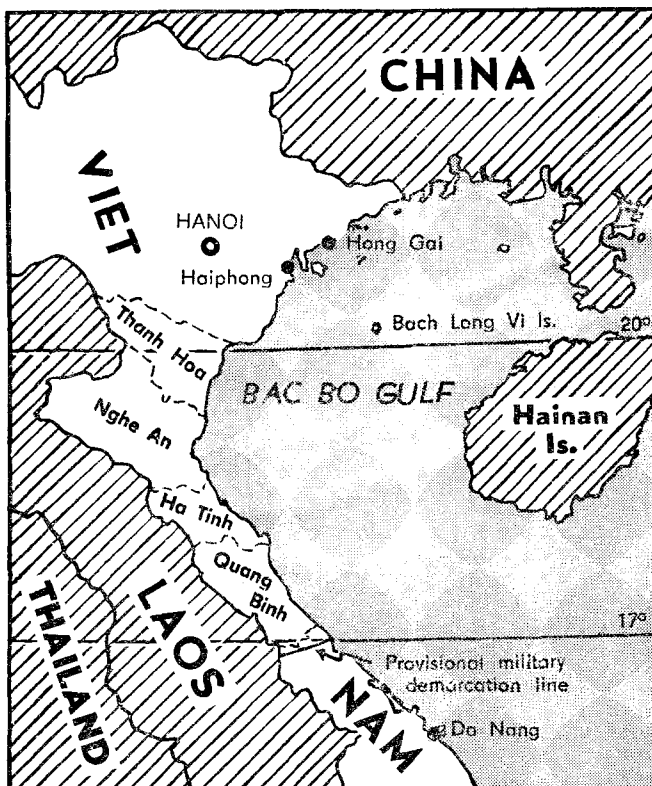 CHINA
VIET
HANOI
Hong Gai
Haiphong
Thanh Hoa
Bach Long Vi Is.
20°
BAC BO GULF
Nghe An
Hainan
Is.
Ha Tinh
Quang
Binh
LAOS
THAILAND
17°
Provisional military
demarcation line
NAM
Da Nang